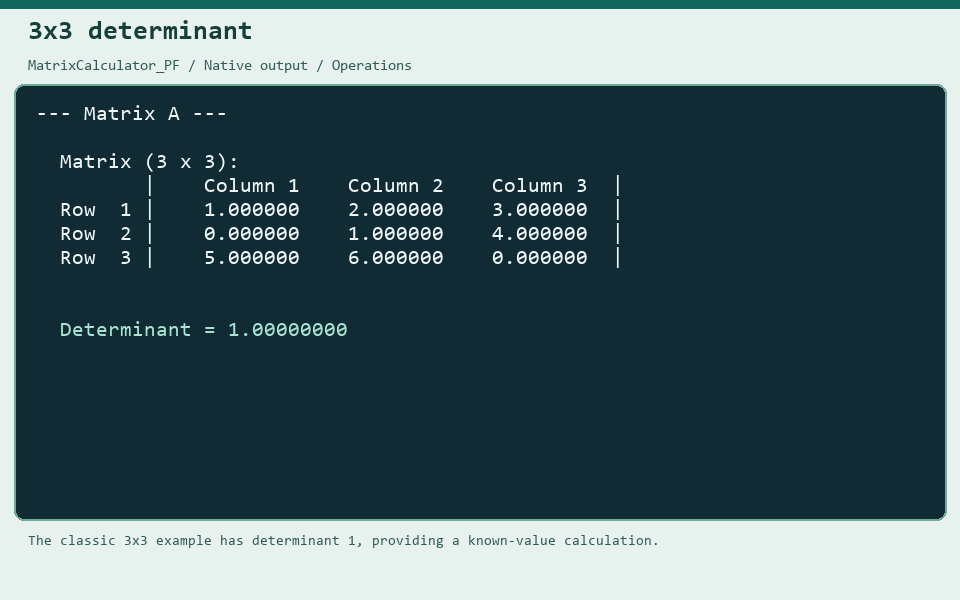 3x3 determinant
MatrixCalculator_PF / Native output / Operations
--- Matrix A ---
Matrix (3 x 3):
| Column 1 Column 2 Column 3 |
Row 1 | 1.000000 2.000000 3.000000 |
Row 2 | 0.000000 1.000000 4.000000 |
Row 3 | 5.000000 6.000000 0.000000 |
Determinant = 1.00000000
The classic 3x3 example has determinant 1, providing a known-value calculation.